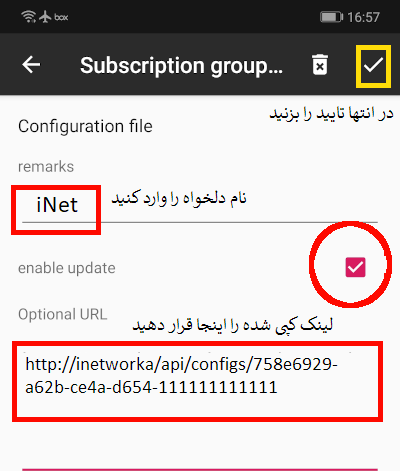 box 16:57
Subscription group...
در انتها تایید را بزنید
Configuration file
remarks
iNet
نام دلخواه را وارد کنید
enable update
Optional URL
لینک کپی شده را اینجا قرار دهید
http://inetworka/api/configs/758e6929-
a62b-ce4a-d654-111111111111